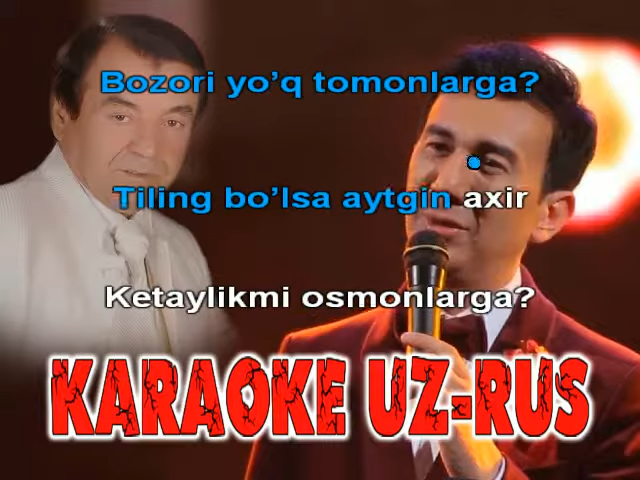 Bozori yo’q tomonlarga?
Tiling bo’lsa aytgin axir
Ketaylikmi osmonlarga?
KARAOKE UZ-RUS